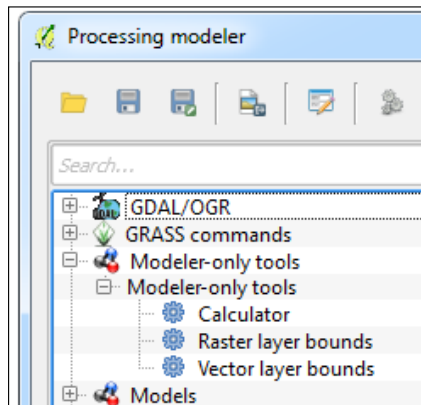 Processing modeler
Search...
GDAL/OGR
GRASS commands
Modeler-only tools
Modeler-only tools
Calculator
Raster layer bounds
Vector layer bounds
Models